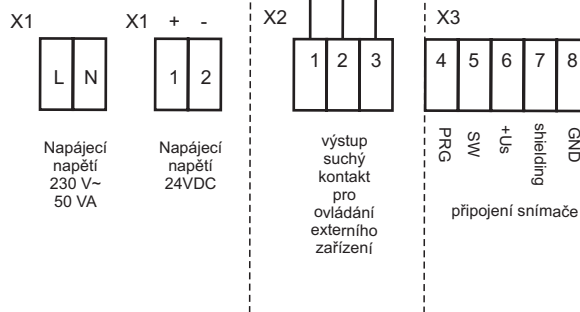 X1
L N
Napájecí
napětí
230 V~
50 VA
X1 + -
1 2
Napájecí
napětí
24VDC
X2
1 2 3
výstup
suchý
kontakt
pro
ovládání
externího
zařízení
X3
4 5 6 7 8
PRG
SW
+Us
shielding
GND
připojení snímače